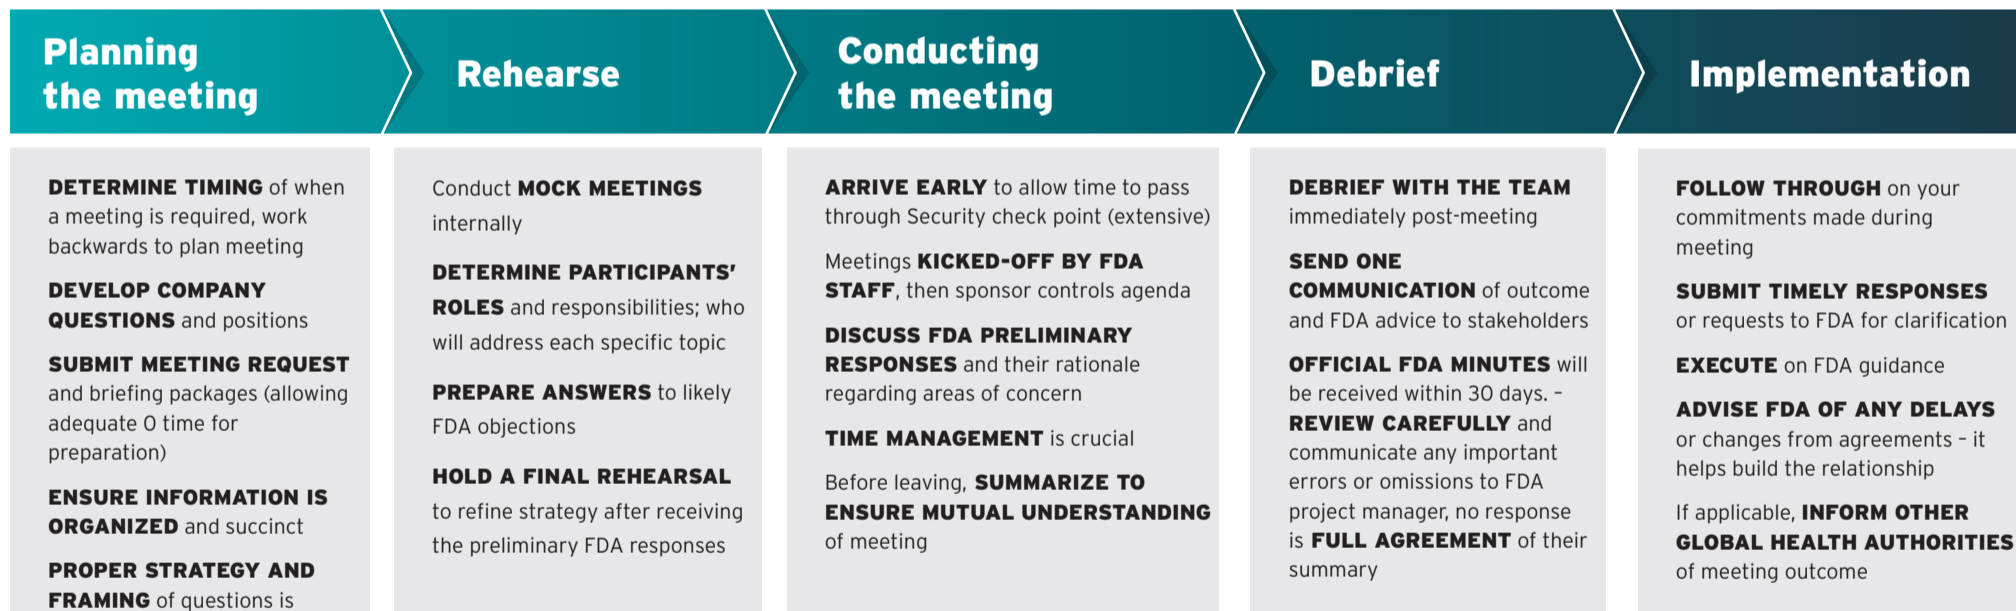 Planning
the meeting
Rehearse
Conducting
the meeting
Debrief
Implementation
DETERMINE TIMING of when
a meeting is required, work
backwards to plan meeting
DEVELOP COMPANY
QUESTIONS and positions
SUBMIT MEETING REQUEST
and briefing packages (allowing
adequate 0 time for
preparation)
ENSURE INFORMATION IS
ORGANIZED and succinct
PROPER STRATEGY AND
FRAMING of questions is
Conduct MOCK MEETINGS
internally
DETERMINE PARTICIPANTS’
ROLES and responsibilities; who
will address each specific topic
PREPARE ANSWERS to likely
FDA objections
HOLD A FINAL REHEARSAL
to refine strategy after receiving
the preliminary FDA responses
ARRIVE EARLY to allow time to pass
through Security check point (extensive)
Meetings KICKED-OFF BY FDA
STAFF, then sponsor controls agenda
DISCUSS FDA PRELIMINARY
RESPONSES and their rationale
regarding areas of concern
TIME MANAGEMENT is crucial
Before leaving, SUMMARIZE TO
ENSURE MUTUAL UNDERSTANDING
of meeting
DEBRIEF WITH THE TEAM
immediately post-meeting
SEND ONE
COMMUNICATION of outcome
and FDA advice to stakeholders
OFFICIAL FDA MINUTES will
be received within 30 days. –
REVIEW CAREFULLY and
communicate any important
errors or omissions to FDA
project manager, no response
is FULL AGREEMENT of their
summary
FOLLOW THROUGH on your
commitments made during
meeting
SUBMIT TIMELY RESPONSES
or requests to FDA for clarification
EXECUTE on FDA guidance
ADVISE FDA OF ANY DELAYS
or changes from agreements – it
helps build the relationship
If applicable, INFORM OTHER
GLOBAL HEALTH AUTHORITIES
of meeting outcome